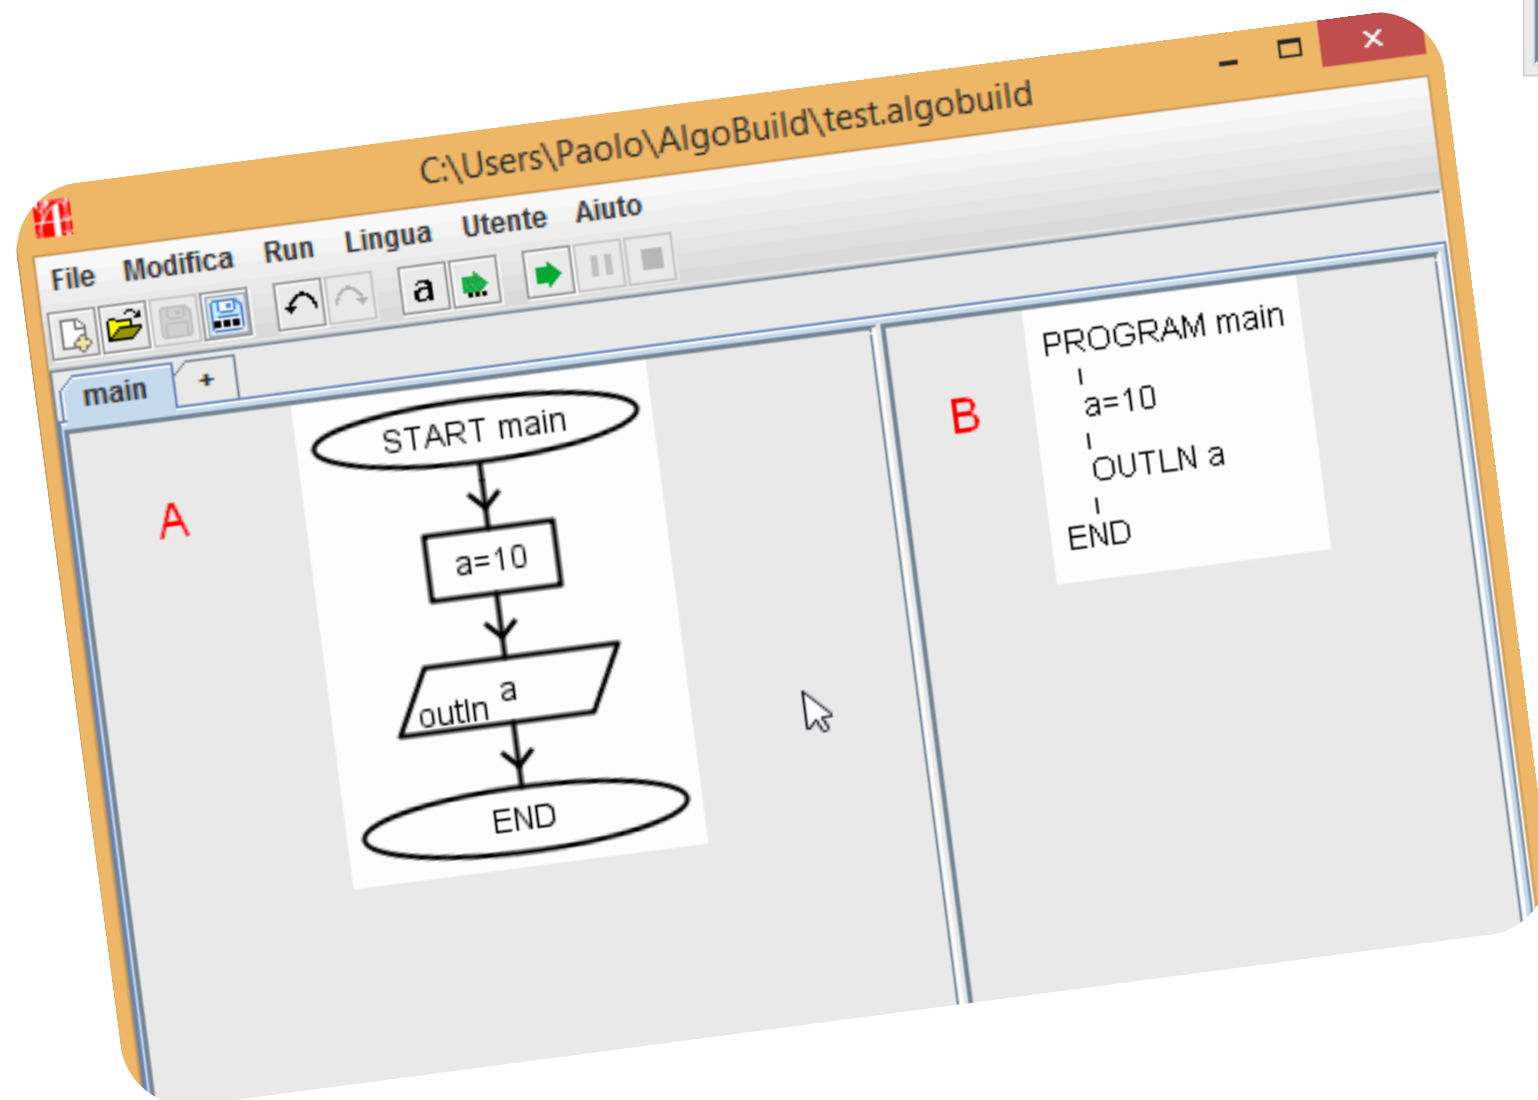 C:\Users\Paolo\AlgoBuild\test.algobuild
File Modifica Run Lingua Utente Aiuto
a
main +
A
START main
a=10
a
outln
END
B
PROGRAM main
a=10
OUTLN a
END